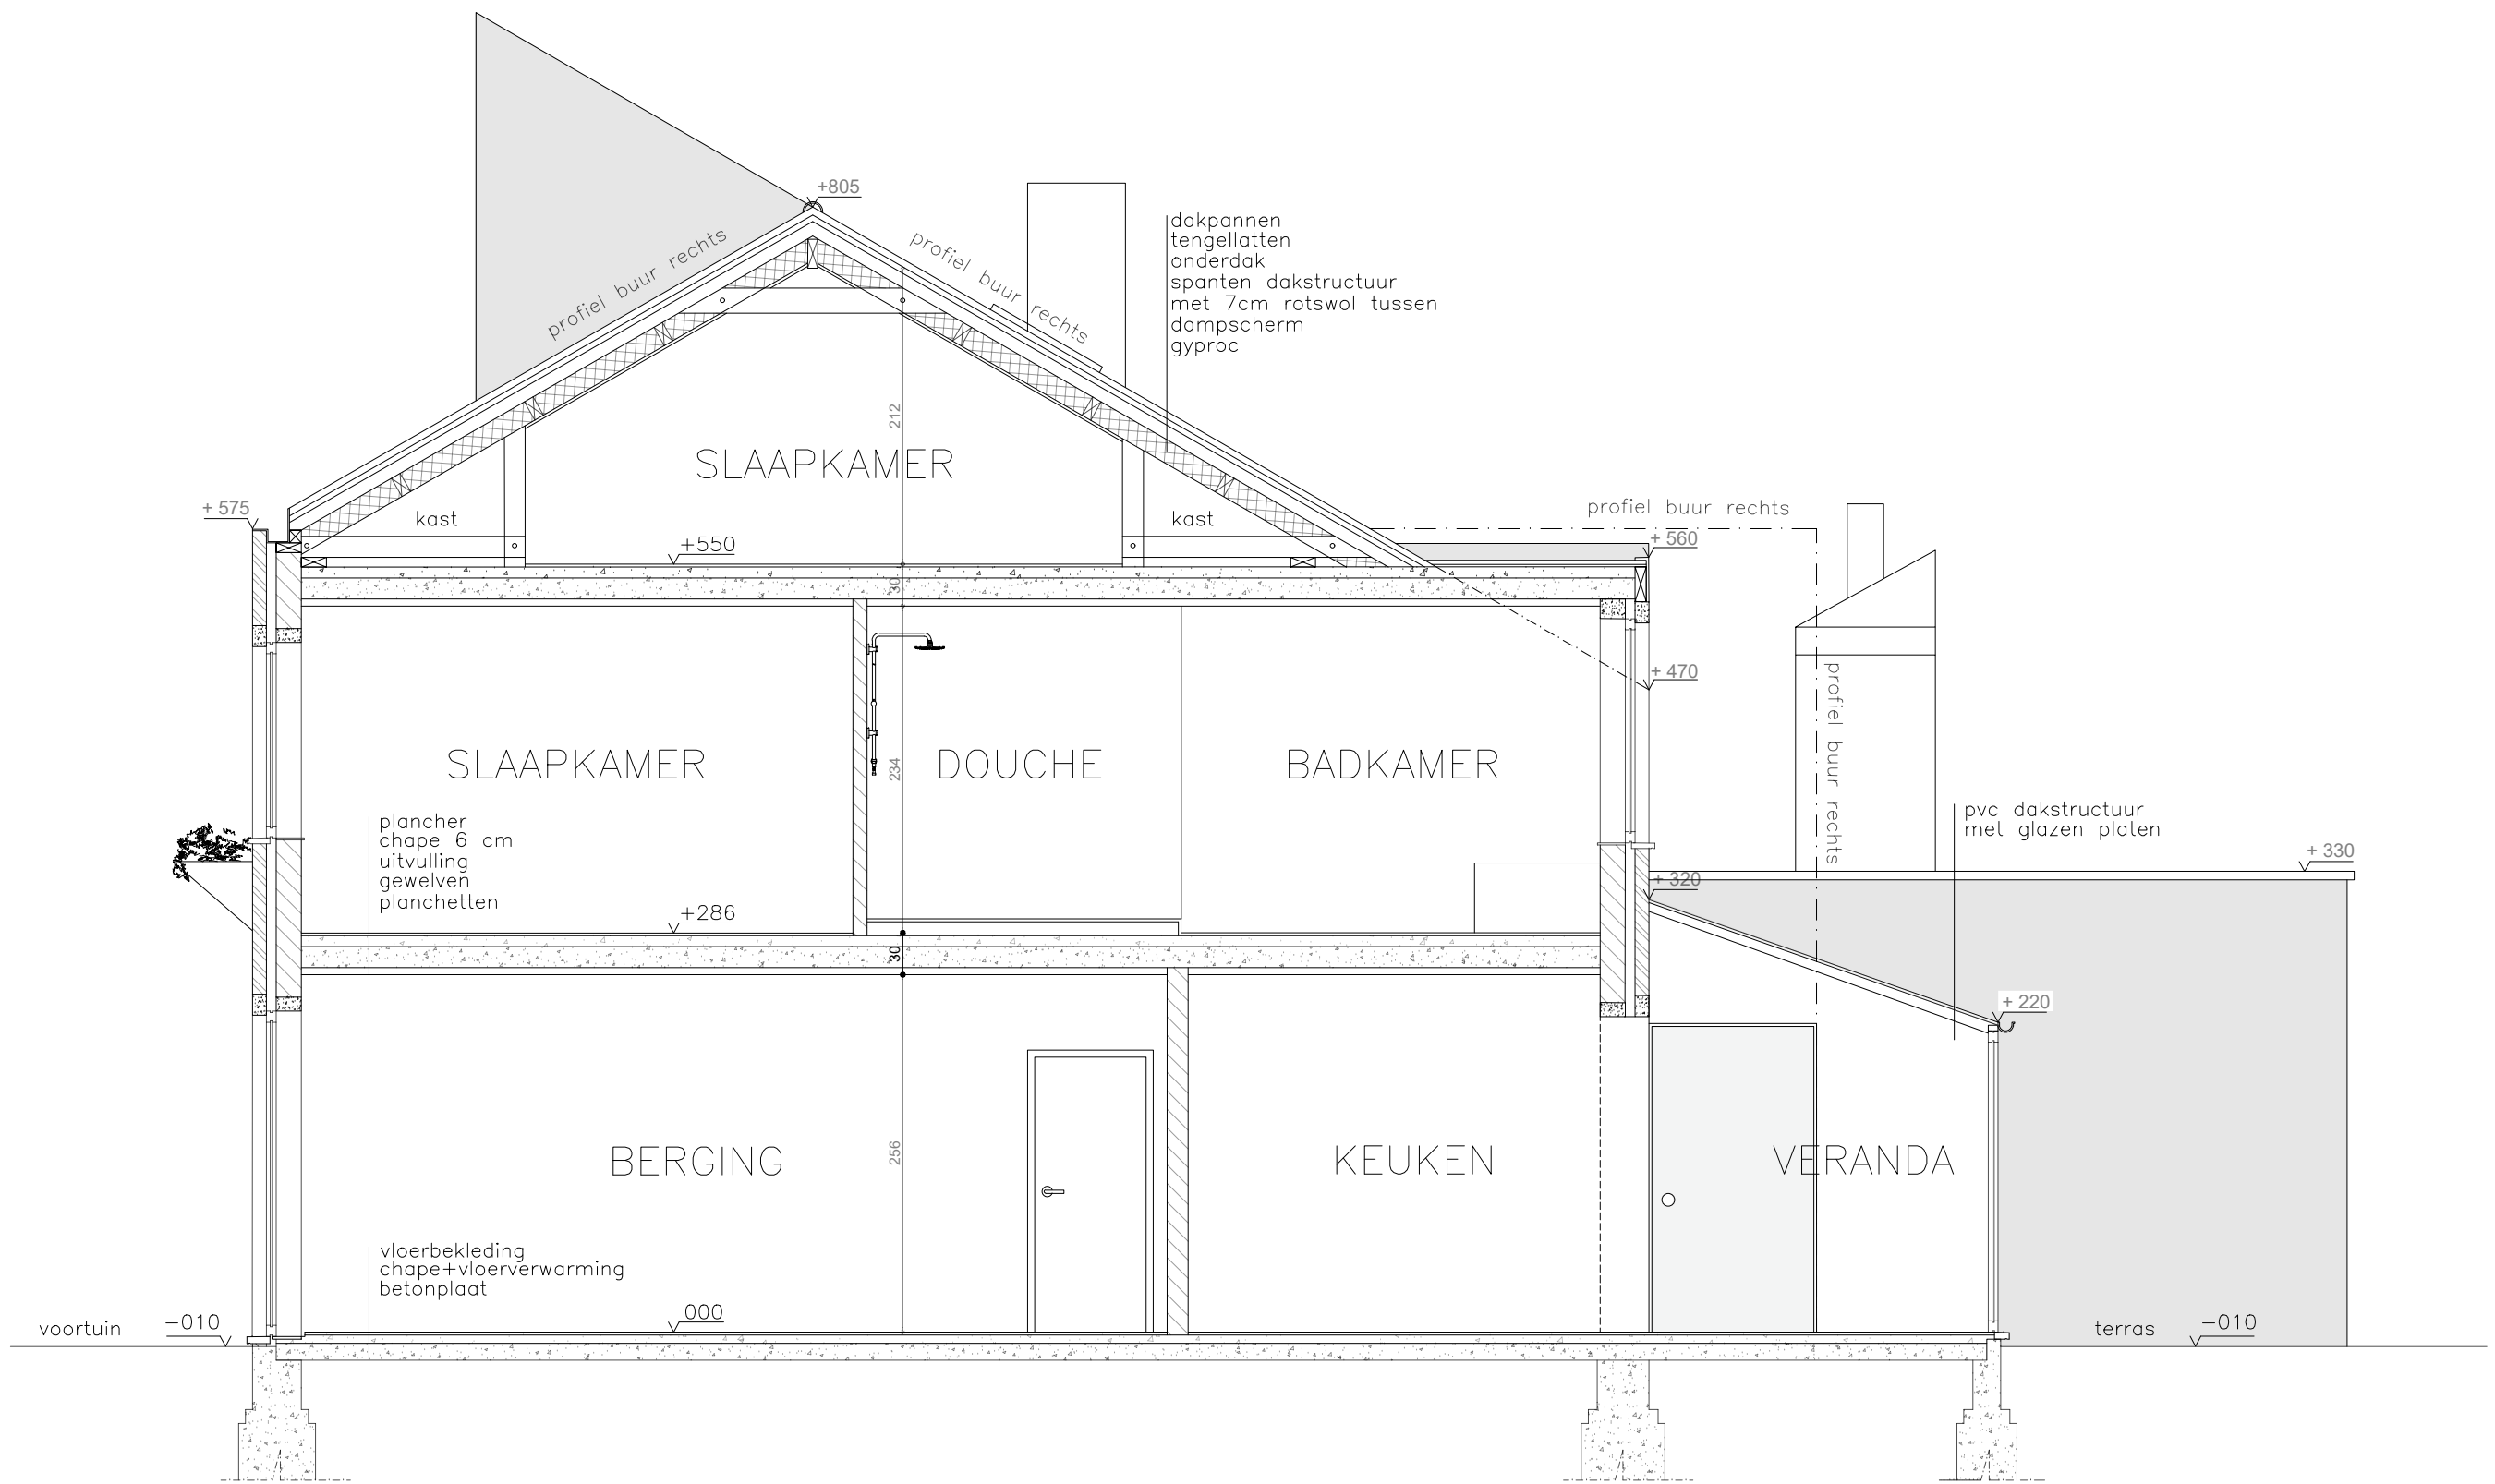 +805
profiel buur rechts
profiel buur rechts
dakpannen
tengellatten
onderdak
spanten dakstructuur
met 7cm rotswol tussen
dampscherm
gyproc
212
SLAAPKAMER
+ 575
kast
kast
profiel buur rechts
+550
+ 560
30
+ 470
profiel buur rechts
SLAAPKAMER
DOUCHE
BADKAMER
234
plancher
chape 6 cm
uitvulling
gewelven
planchetten
pvc dakstructuur
met glazen platen
+ 330
+ 320
+286
30
+ 220
BERGING
256
KEUKEN
VERANDA
vloerbekleding
chape+vloerverwarming
betonplaat
000
voortuin
-010
terras
-010